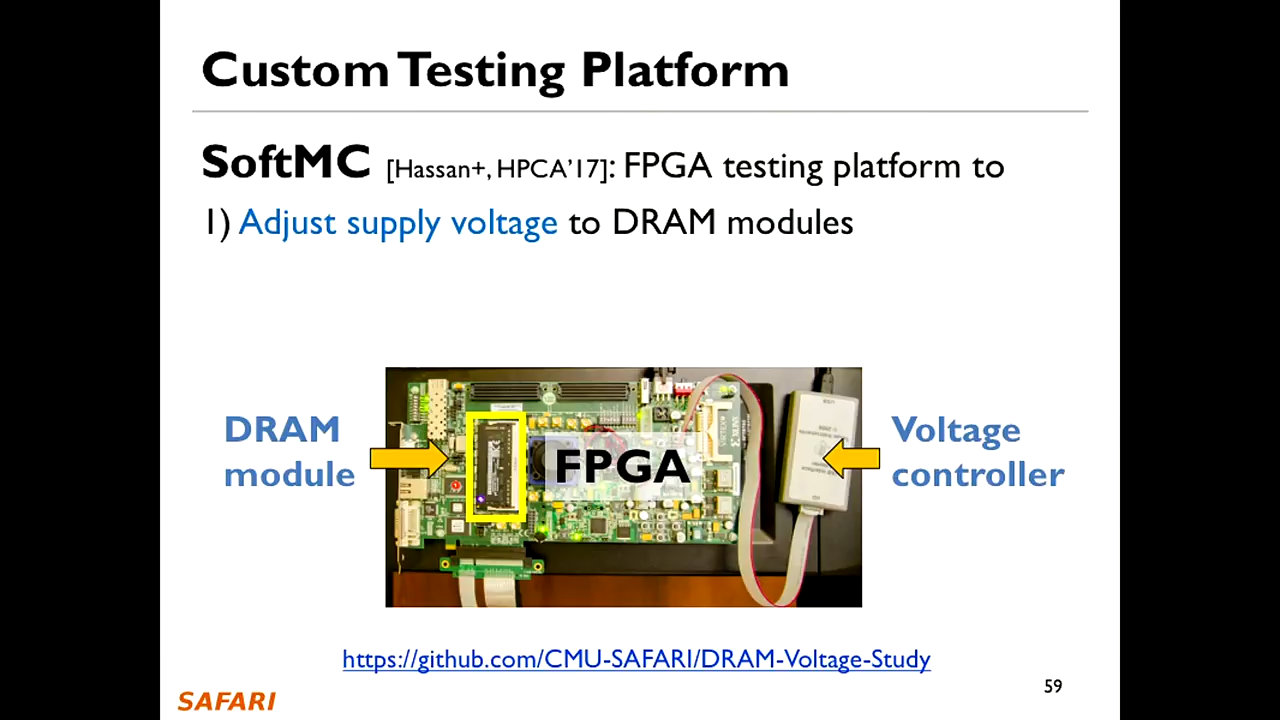 Custom Testing Platform
SoftMC [Hassan+, HPCA'17]: FPGA testing platform to
1) Adjust supply voltage to DRAM modules
DRAM
module
FPGA
Voltage
controller
https://github.com/CMU-SAFARI/DRAM-Voltage-Study
59
SAFARI